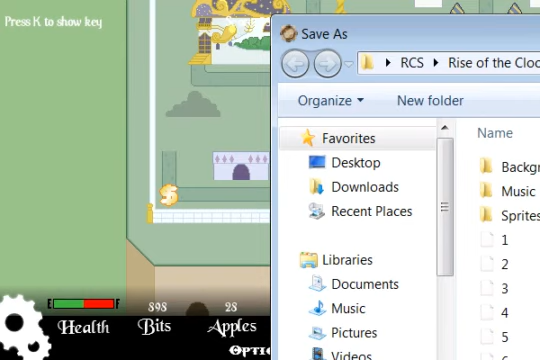 Press K to show key
Save As
RCS
Rise of the Cloc
Organize
New folder
Favorites
Desktop
Downloads
Recent Places
Libraries
Documents
Music
Pictures
Videos
Name
Backgr
Music
Sprites
1
2
3
4
5
E F
898 28
Health Bits Apples
Optio